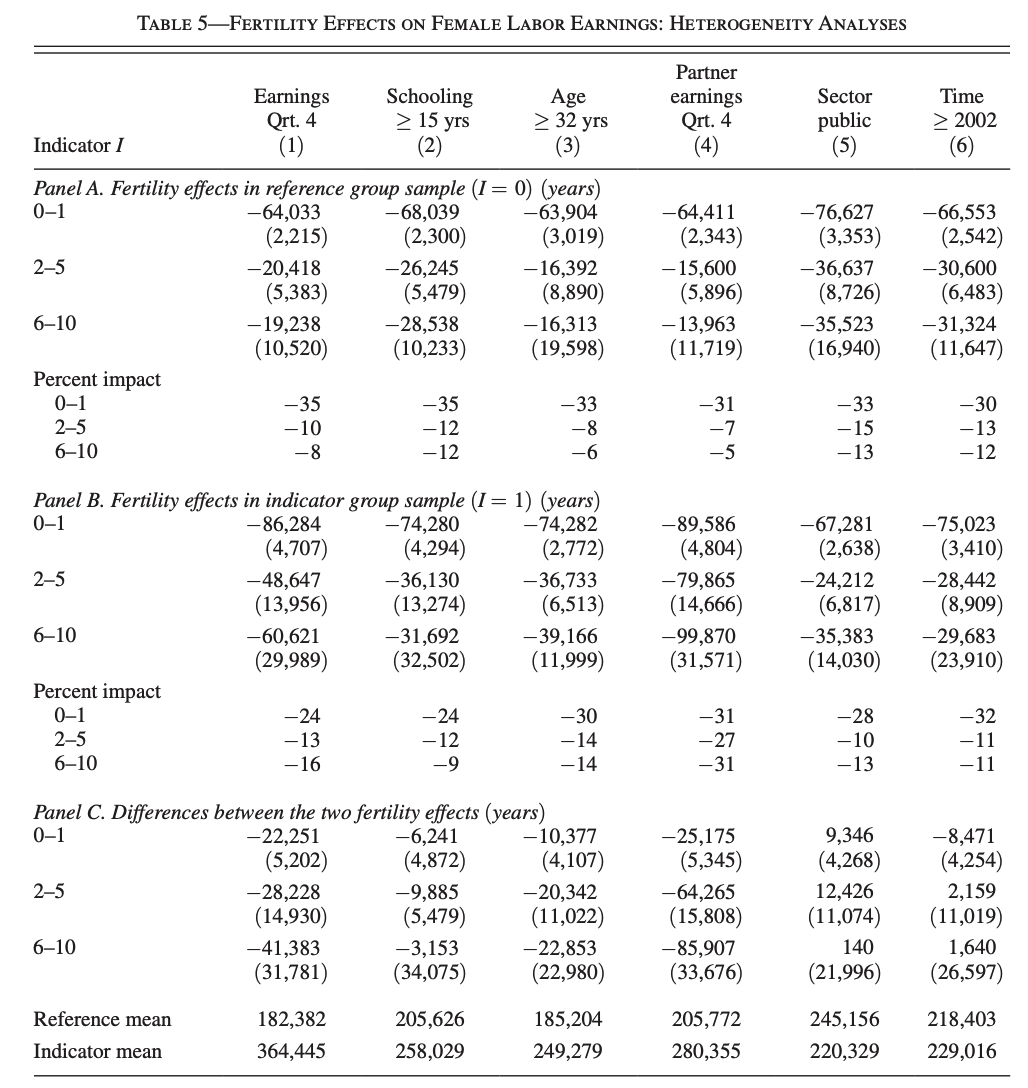 TABLE 5—FERTILITY EFFECTS ON FEMALE LABOR EARNINGS: HETEROGENEITY ANALYSES
Indicator I Earnings Qrt. 4 (1) Schooling ≥ 15 yrs (2) Age ≥ 32 yrs (3) Partner earnings Qrt. 4 (4) Sector public (5) Time ≥ 2002 (6)
Panel A. Fertility effects in reference group sample (I = 0) (years)
0–1 −64,033 −68,039 −63,904 −64,411 −76,627 −66,553
(2,215) (2,300) (3,019) (2,343) (3,353) (2,542)
2–5 −20,418 −26,245 −16,392 −15,600 −36,637 −30,600
(5,383) (5,479) (8,890) (5,896) (8,726) (6,483)
6–10 −19,238 −28,538 −16,313 −13,963 −35,523 −31,324
(10,520) (10,233) (19,598) (11,719) (16,940) (11,647)
Percent impact
0–1 −35 −35 −33 −31 −33 −30
2–5 −10 −12 −8 −7 −15 −13
6–10 −8 −12 −6 −5 −13 −12
Panel B. Fertility effects in indicator group sample (I = 1) (years)
0–1 −86,284 −74,280 −74,282 −89,586 −67,281 −75,023
(4,707) (4,294) (2,772) (4,804) (2,638) (3,410)
2–5 −48,647 −36,130 −36,733 −79,865 −24,212 −28,442
(13,956) (13,274) (6,513) (14,666) (6,817) (8,909)
6–10 −60,621 −31,692 −39,166 −99,870 −35,383 −29,683
(29,989) (32,502) (11,999) (31,571) (14,030) (23,910)
Percent impact
0–1 −24 −24 −30 −31 −28 −32
2–5 −13 −12 −14 −27 −10 −11
6–10 −16 −9 −14 −31 −13 −11
Panel C. Differences between the two fertility effects (years)
0–1 −22,251 −6,241 −10,377 −25,175 9,346 −8,471
(5,202) (4,872) (4,107) (5,345) (4,268) (4,254)
2–5 −28,228 −9,885 −20,342 −64,265 12,426 2,159
(14,930) (5,479) (11,022) (15,808) (11,074) (11,019)
6–10 −41,383 −3,153 −22,853 −85,907 140 1,640
(31,781) (34,075) (22,980) (33,676) (21,996) (26,597)
Reference mean 182,382 205,626 185,204 205,772 245,156 218,403
Indicator mean 364,445 258,029 249,279 280,355 220,329 229,016